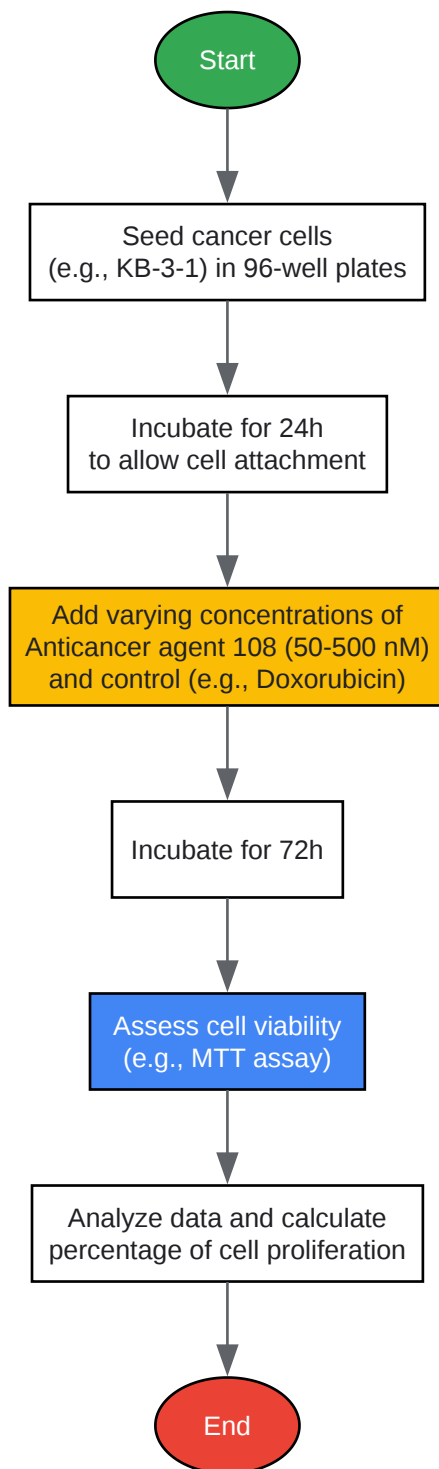 Start
Seed cancer cells
(e.g., KB-3-1) in 96-well plates
Incubate for 24h
to allow cell attachment
Add varying concentrations of
Anticancer agent 108 (50-500 nM)
and control (e.g., Doxorubicin)
Incubate for 72h
Assess cell viability
(e.g., MTT assay)
Analyze data and calculate
percentage of cell proliferation
End